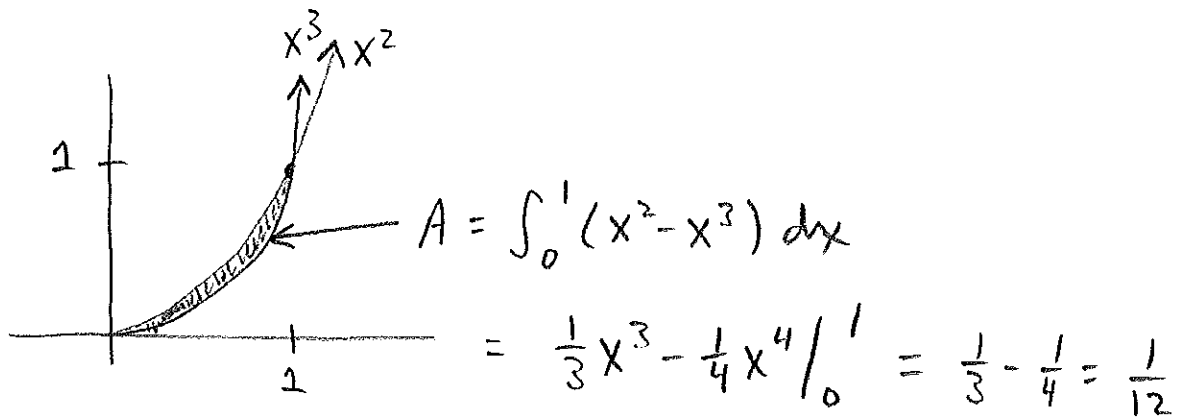 x³ x²
1
A = ∫₀¹ (x² - x³) dx
= 1/3 x³ - 1/4 x⁴ /₀¹ = 1/3 - 1/4 = 1/12
1